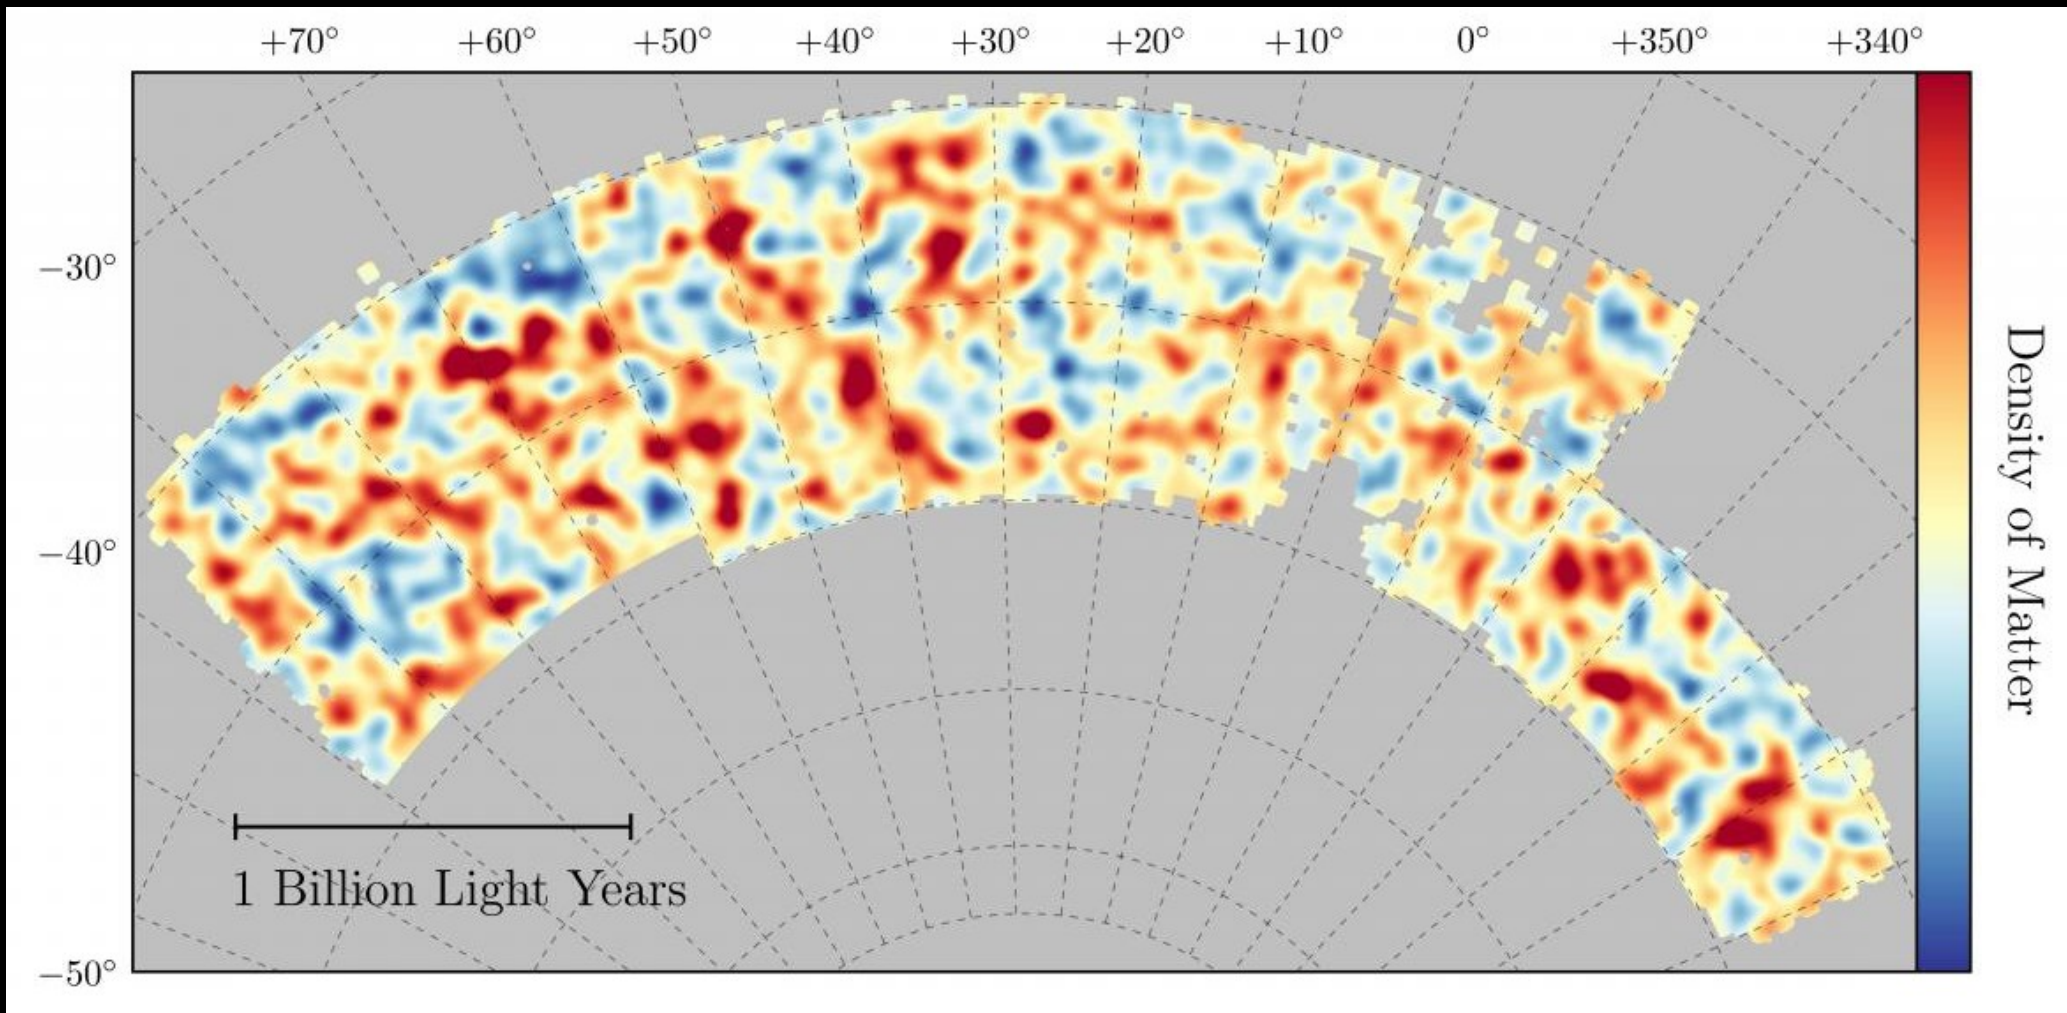 +70° +60° +50° +40° +30° +20° +10° 0° +350° +340°
−30°
−40°
−50°
1 Billion Light Years
Density of Matter